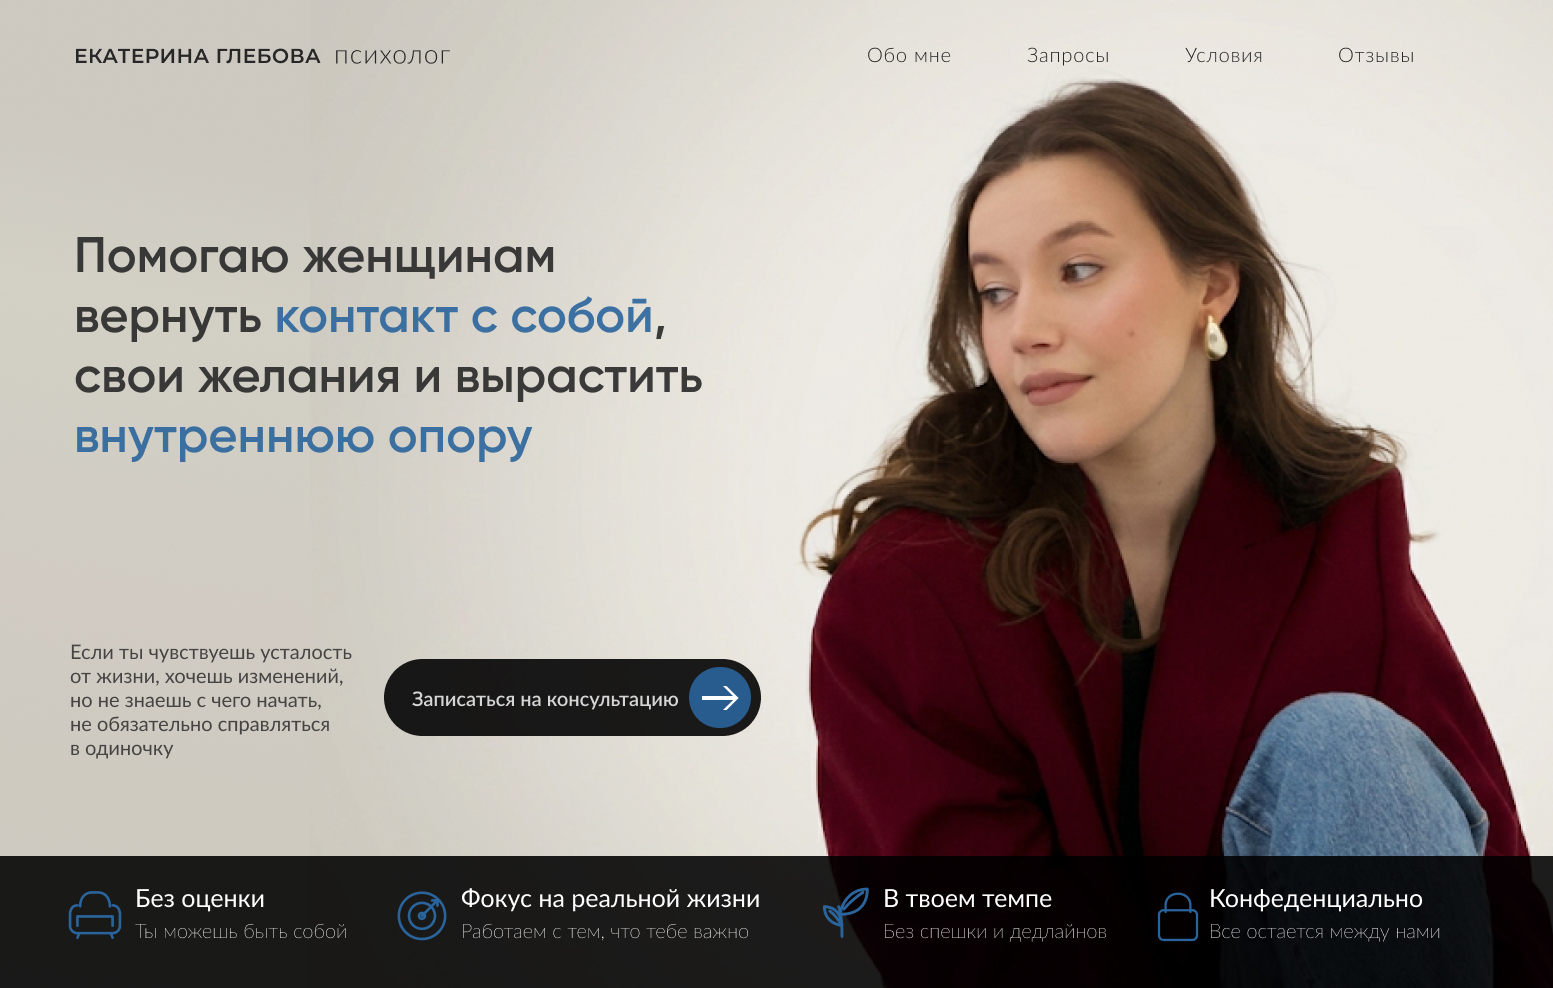 ЕКАТЕРИНА ГЛЕБОВА ПСИХОЛОГ
Обо мне Запросы Условия Отзывы
Помогаю женщинам
вернуть контакт с собой,
свои желания и вырастить
внутреннюю опору
Если ты чувствуешь усталость
от жизни, хочешь изменений,
но не знаешь с чего начать,
не обязательно справляться
в одиночку
Записаться на консультацию
Без оценки
Ты можешь быть собой
Фокус на реальной жизни
Работаем с тем, что тебе важно
В твоем темпе
Без спешки и дедлайнов
Конфеденциально
Все остается между нами